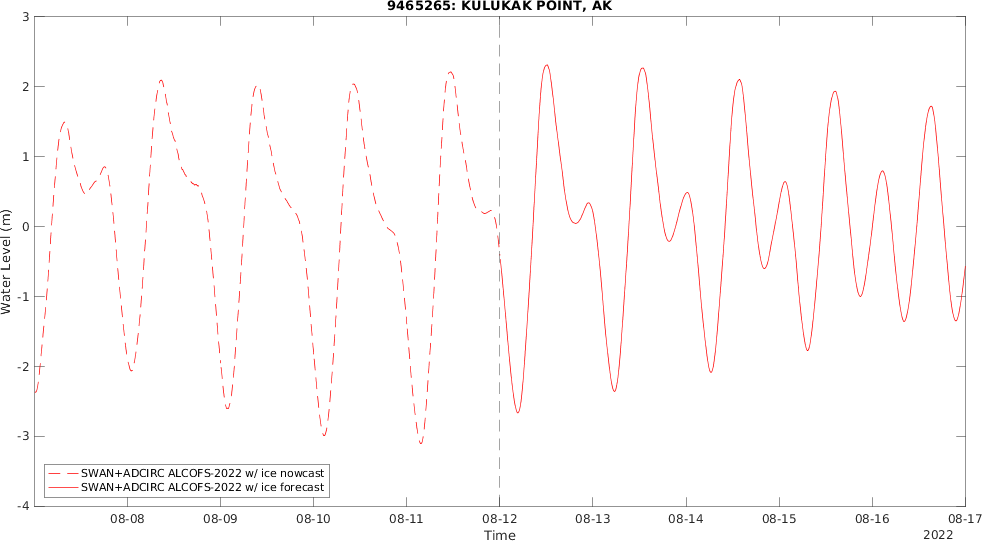 9465265: KULUKAK POINT, AK
3
2
1
0
-1
-2
-3
-4
Water Level (m)
SWAN+ADCIRC ALCOFS-2022 w/ ice nowcast
SWAN+ADCIRC ALCOFS-2022 w/ ice forecast
08-08 08-09 08-10 08-11 08-12 08-13 08-14 08-15 08-16 08-17
Time
2022